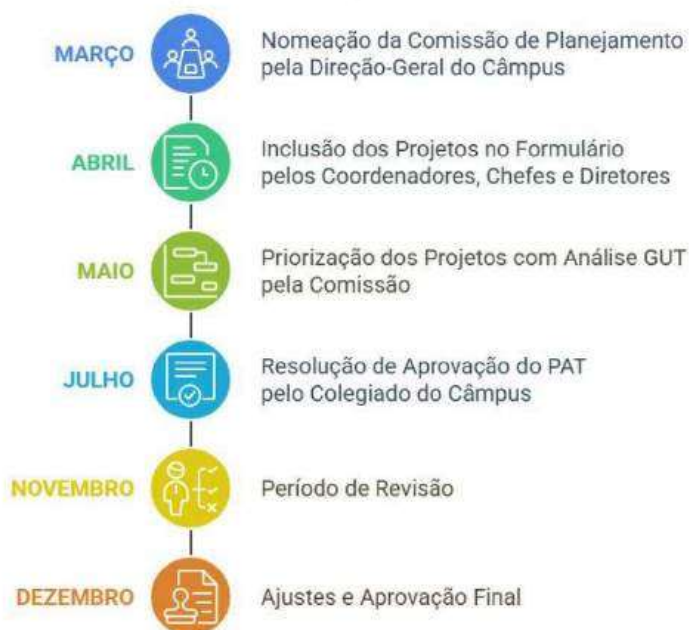 MARÇO
Nomeação da Comissão de Planejamento
pela Direção-Geral do Câmpus
ABRIL
Inclusão dos Projetos no Formulário
pelos Coordenadores, Chefes e Diretores
MAIO
Priorização dos Projetos com Análise GUT
pela Comissão
JULHO
Resolução de Aprovação do PAT
pelo Colegiado do Câmpus
NOVEMBRO
Período de Revisão
DEZEMBRO
Ajustes e Aprovação Final